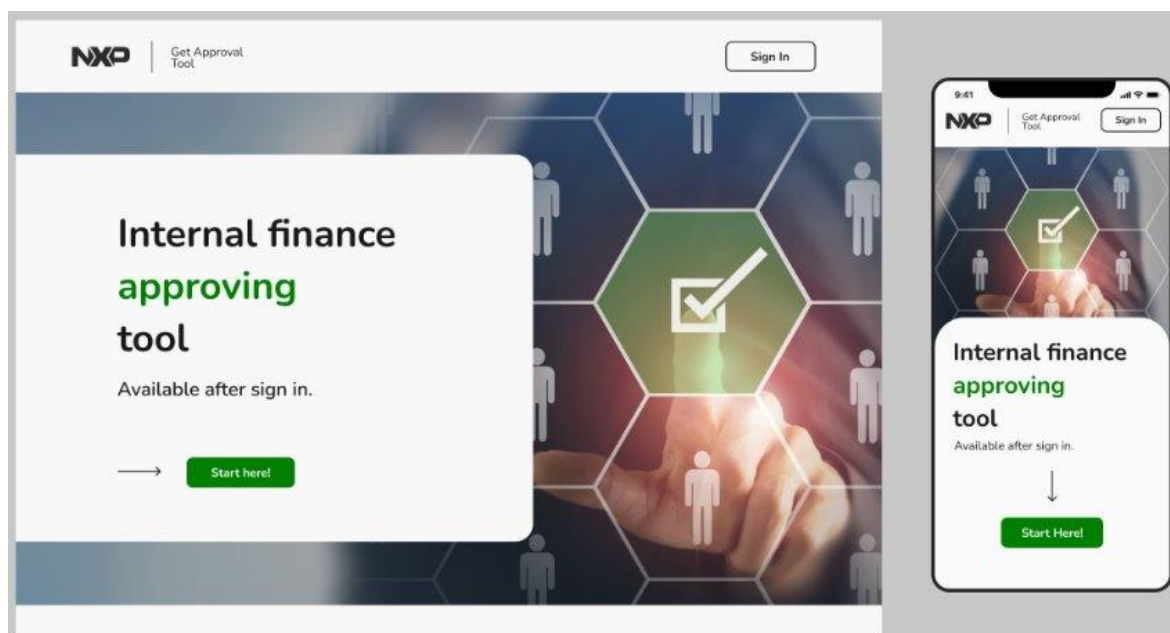 NXP
Get Approval
Tool
Sign In
Internal finance
approving
tool
Available after sign in.
Start here!
9:41
NXP
Get Approval
Tool
Sign In
Internal finance
approving
tool
Available after sign in.
Start Here!